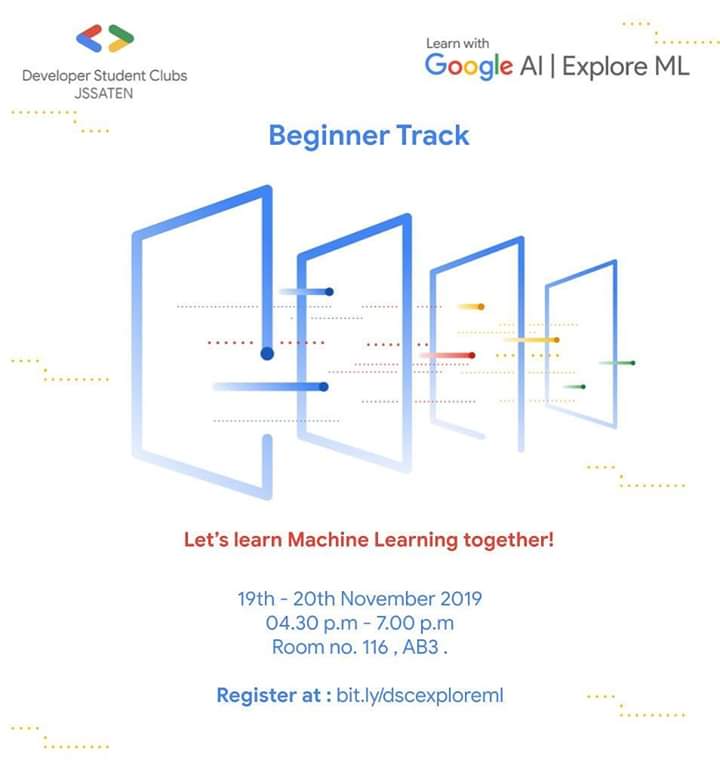 Developer Student Clubs
JSSATEN
Learn with
Google AI | Explore ML
Beginner Track
Let's learn Machine Learning together!
19th - 20th November 2019
04.30 p.m - 7.00 p.m
Room no. 116 , AB3 .
Register at : bit.ly/dscexploreml